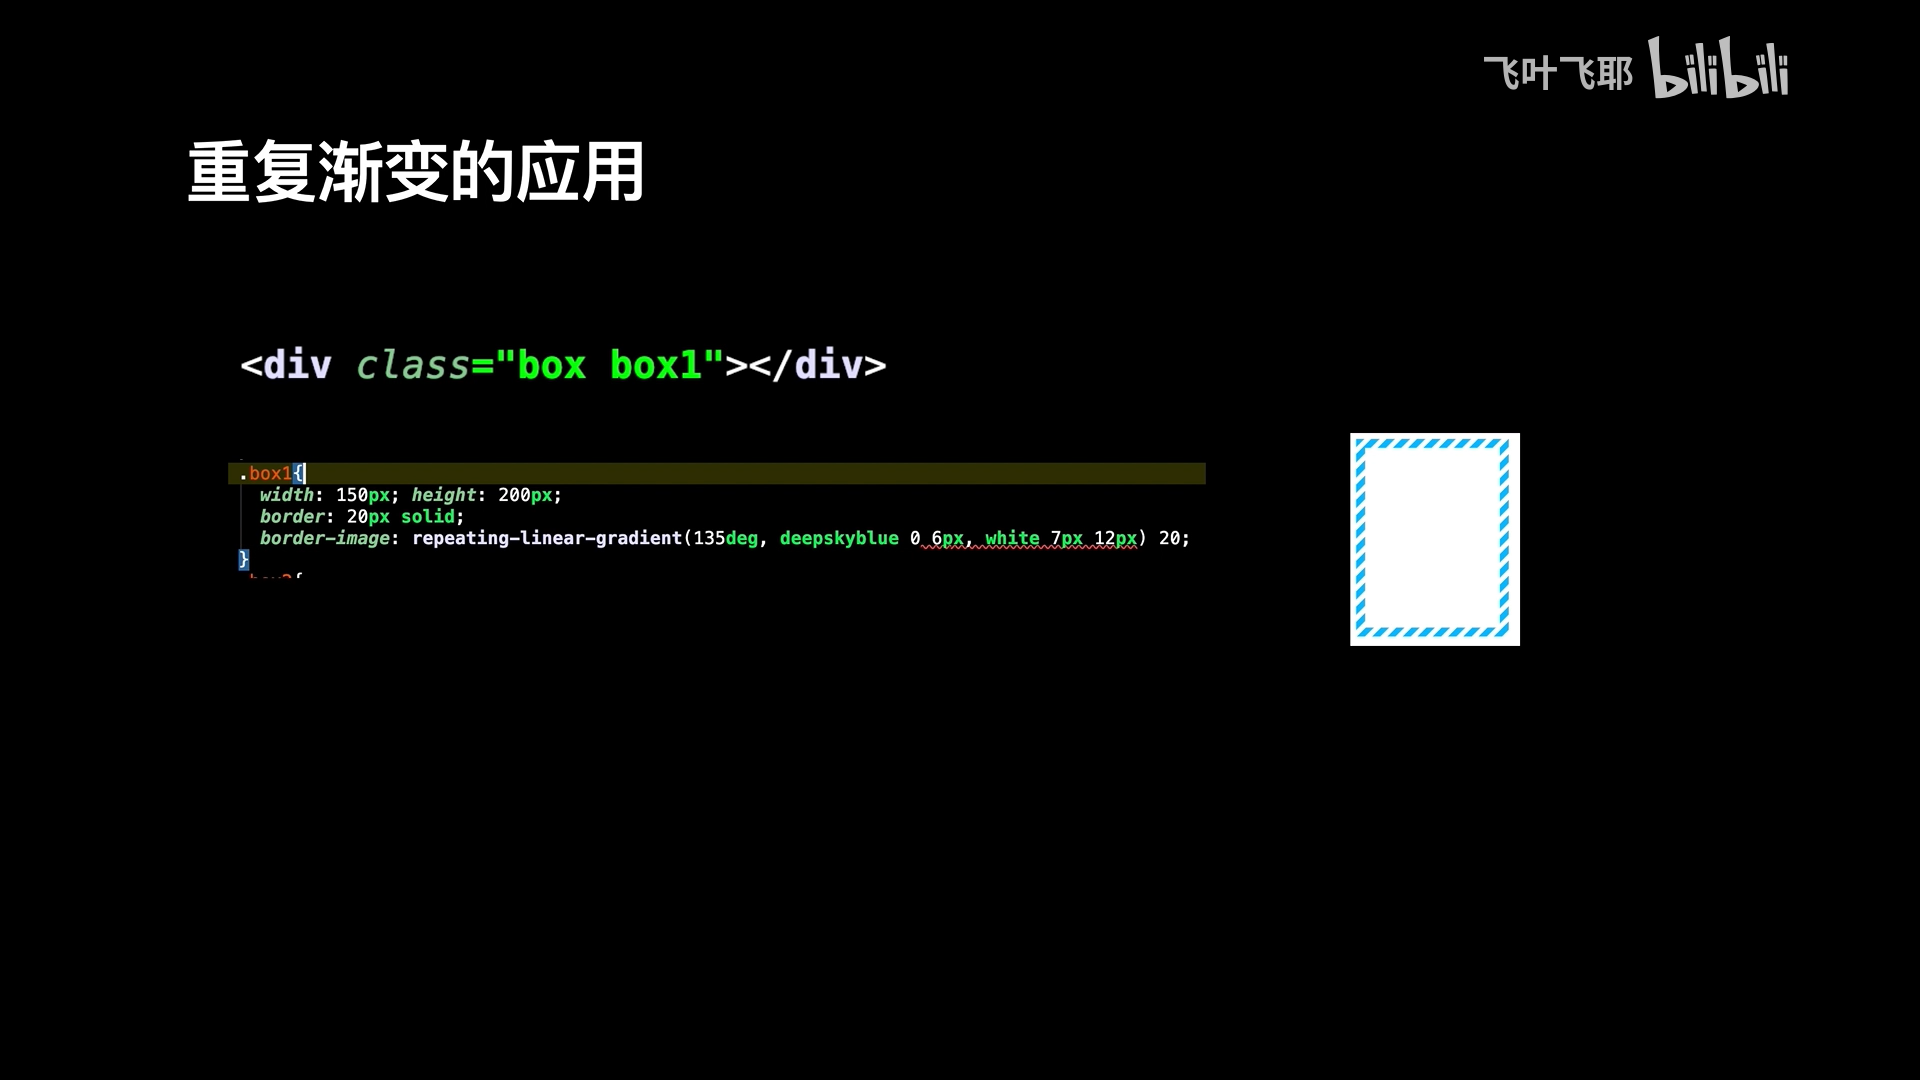 飞叶飞耶 bilibili
重复渐变的应用
<div class="box box1"></div>
.box1{
width: 150px; height: 200px;
border: 20px solid;
border-image: repeating-linear-gradient(135deg, deepskyblue 0 6px, white 7px 12px) 20;
}